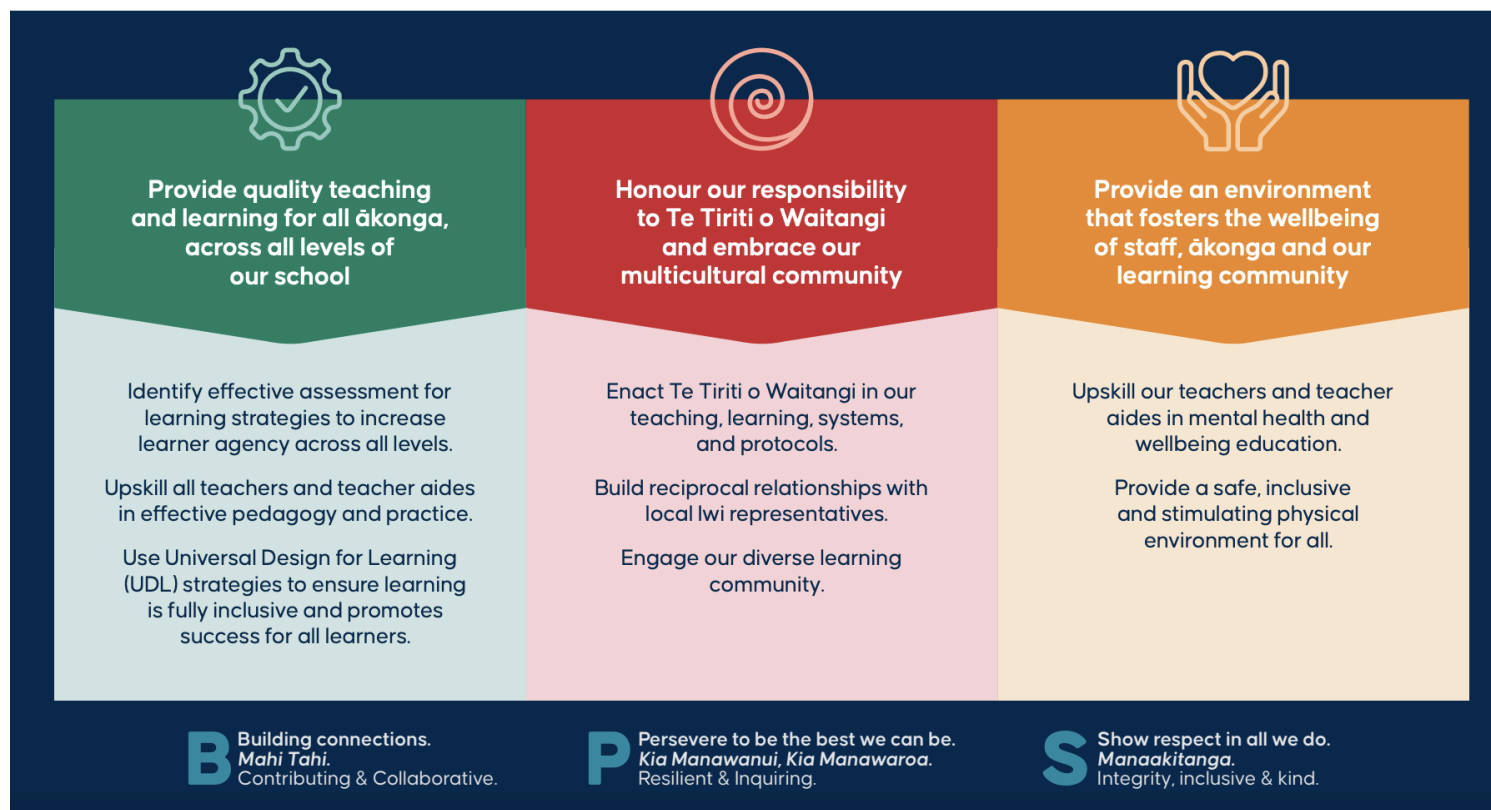 Provide quality teaching
and learning for all ākonga,
across all levels of
our school
Identify effective assessment for
learning strategies to increase
learner agency across all levels.
Upskill all teachers and teacher aides
in effective pedagogy and practice.
Use Universal Design for Learning
(UDL) strategies to ensure learning
is fully inclusive and promotes
success for all learners.
Honour our responsibility
to Te Tiriti o Waitangi
and embrace our
multicultural community
Enact Te Tiriti o Waitangi in our
teaching, learning, systems,
and protocols.
Build reciprocal relationships with
local Iwi representatives.
Engage our diverse learning
community.
Provide an environment
that fosters the wellbeing
of staff, ākonga and our
learning community
Upskill our teachers and teacher
aides in mental health and
wellbeing education.
Provide a safe, inclusive
and stimulating physical
environment for all.
B
Building connections.
Mahi Tahi.
Contributing & Collaborative.
P
Persevere to be the best we can be.
Kia Manawanui, Kia Manawaroa.
Resilient & Inquiring.
S
Show respect in all we do.
Manaakitanga.
Integrity, inclusive & kind.